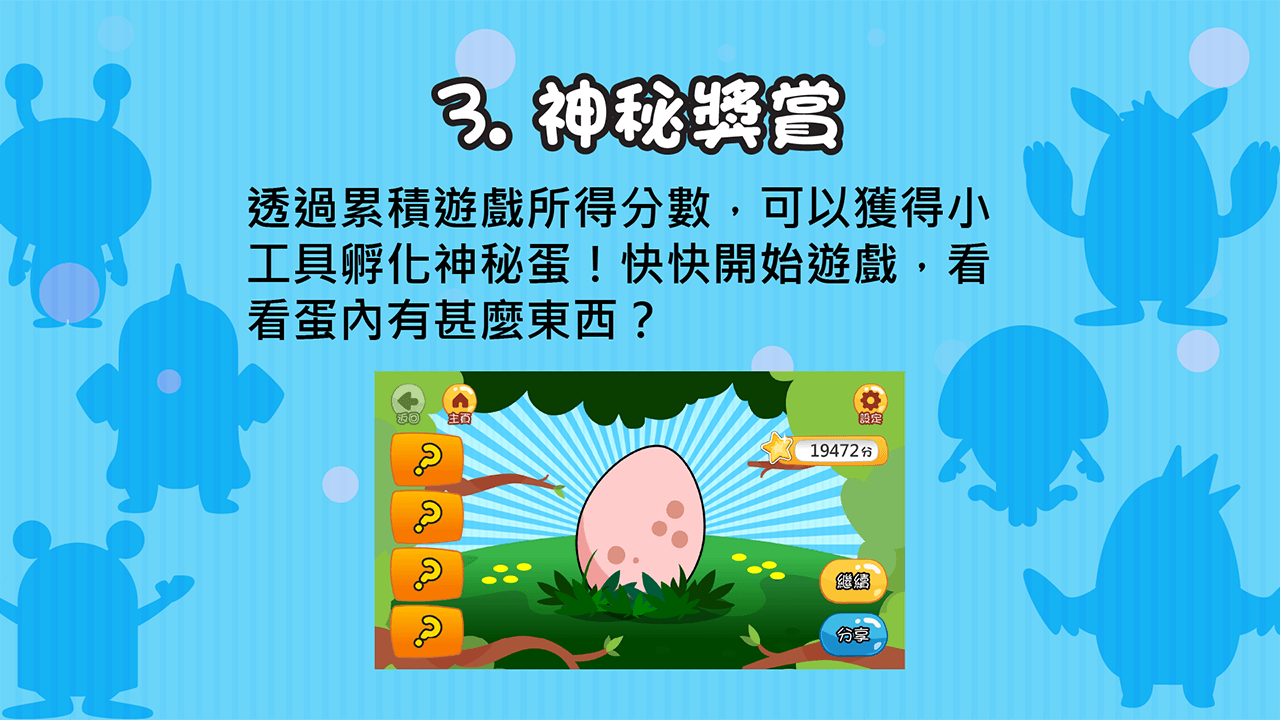 3. 神秘獎賞
透過累積遊戲所得分數，可以獲得小
工具孵化神秘蛋！快快開始遊戲，看
看蛋內有甚麼東西？
返回
主頁
設定
?
19472分
?
?
繼續
?
分享